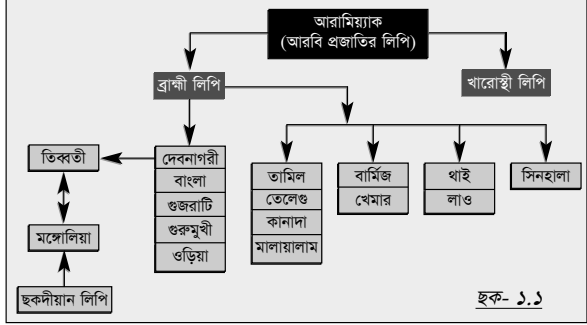 আরামিয়্যাক
(আরবি প্রজাতির লিপি)
ব্রাহ্মী লিপি
খারোস্থী লিপি
তিব্বতী
মঙ্গোলিয়া
ছকদীয়ান লিপি
দেবনাগরী
বাংলা
গুজরাটি
গুরুমুখী
ওড়িয়া
তামিল
তেলেগু
কানাদা
মালায়ালাম
বার্মিজ
খেমার
থাই
লাও
সিনহালা
ছক- ১.১